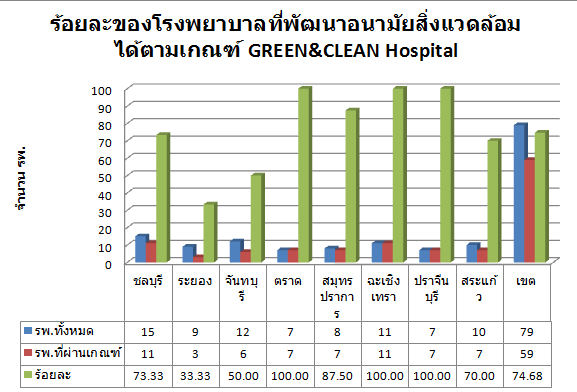 ร้อยละของโรงพยาบาลที่พัฒนาอนามัยสิ่งแวดล้อม
ได้ตามเกณฑ์ GREEN&CLEAN Hospital
จำนวน รพ.
100
90
80
70
60
50
40
30
20
10
0
ชลบุรี ระยอง จันทบุรี ตราด สมุทรปราการ ฉะเชิงเทรา ปราจีนบุรี สระแก้ว เขต
รพ.ทั้งหมด 15 9 12 7 8 11 7 10 79
รพ.ที่ผ่านเกณฑ์ 11 3 6 7 7 11 7 7 59
ร้อยละ 73.33 33.33 50.00 100.00 87.50 100.00 100.00 70.00 74.68